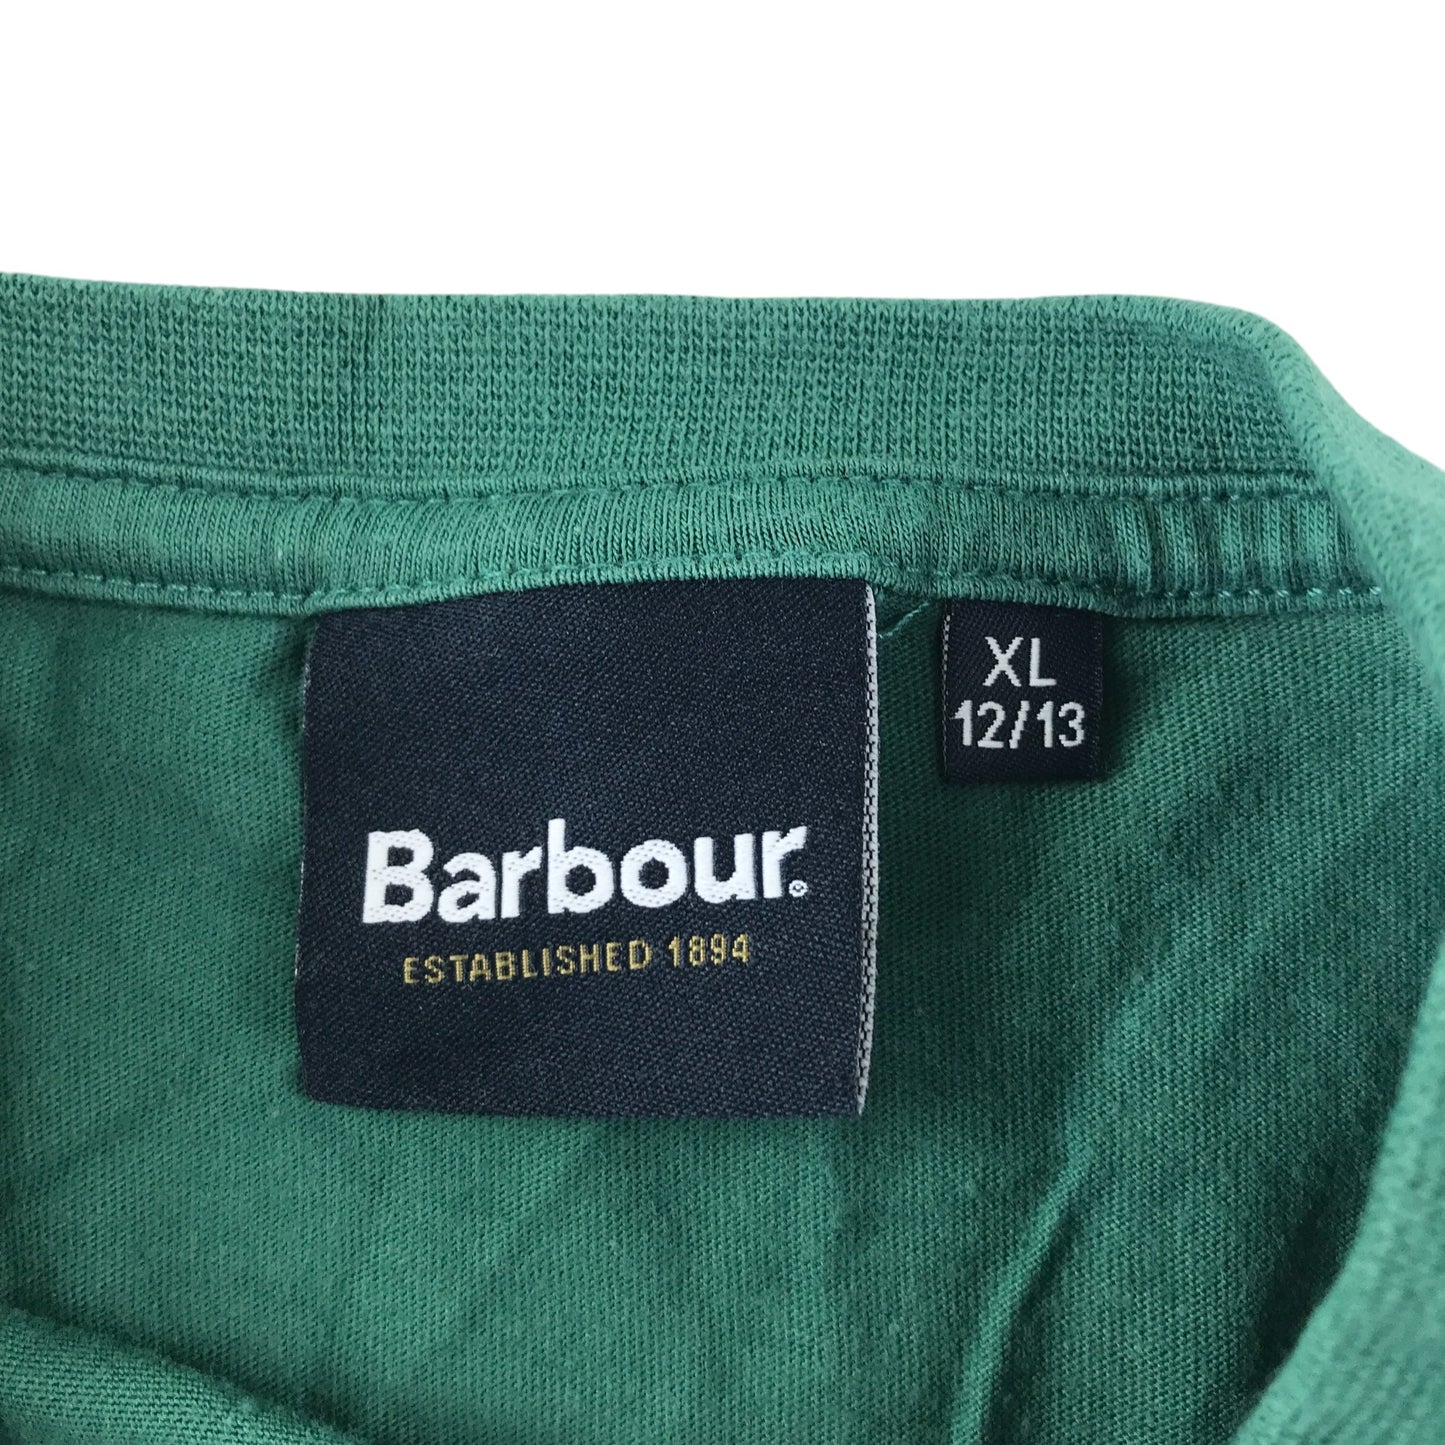 Barbour®
ESTABLISHED 1894
XL
12/13